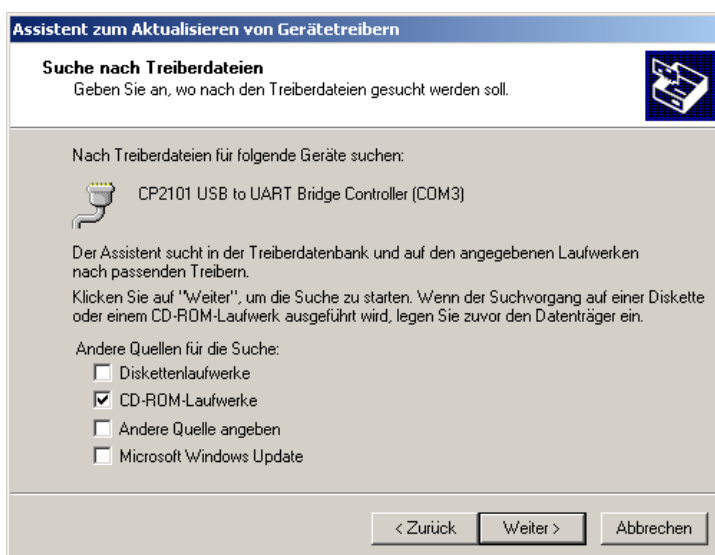 Assistent zum Aktualisieren von Gerätetreibern
Suche nach Treiberdateien
Geben Sie an, wo nach den Treiberdateien gesucht werden soll.
Nach Treiberdateien für folgende Geräte suchen:
CP2101 USB to UART Bridge Controller (COM3)
Der Assistent sucht in der Treiberdatenbank und auf den angegebenen Laufwerken
nach passenden Treibern.
Klicken Sie auf "Weiter", um die Suche zu starten. Wenn der Suchvorgang auf einer Diskette
oder einem CD-ROM-Laufwerk ausgeführt wird, legen Sie zuvor den Datenträger ein.
Andere Quellen für die Suche:
Diskettenlaufwerke
CD-ROM-Laufwerke
Andere Quelle angeben
Microsoft Windows Update
< Zurück Weiter > Abbrechen